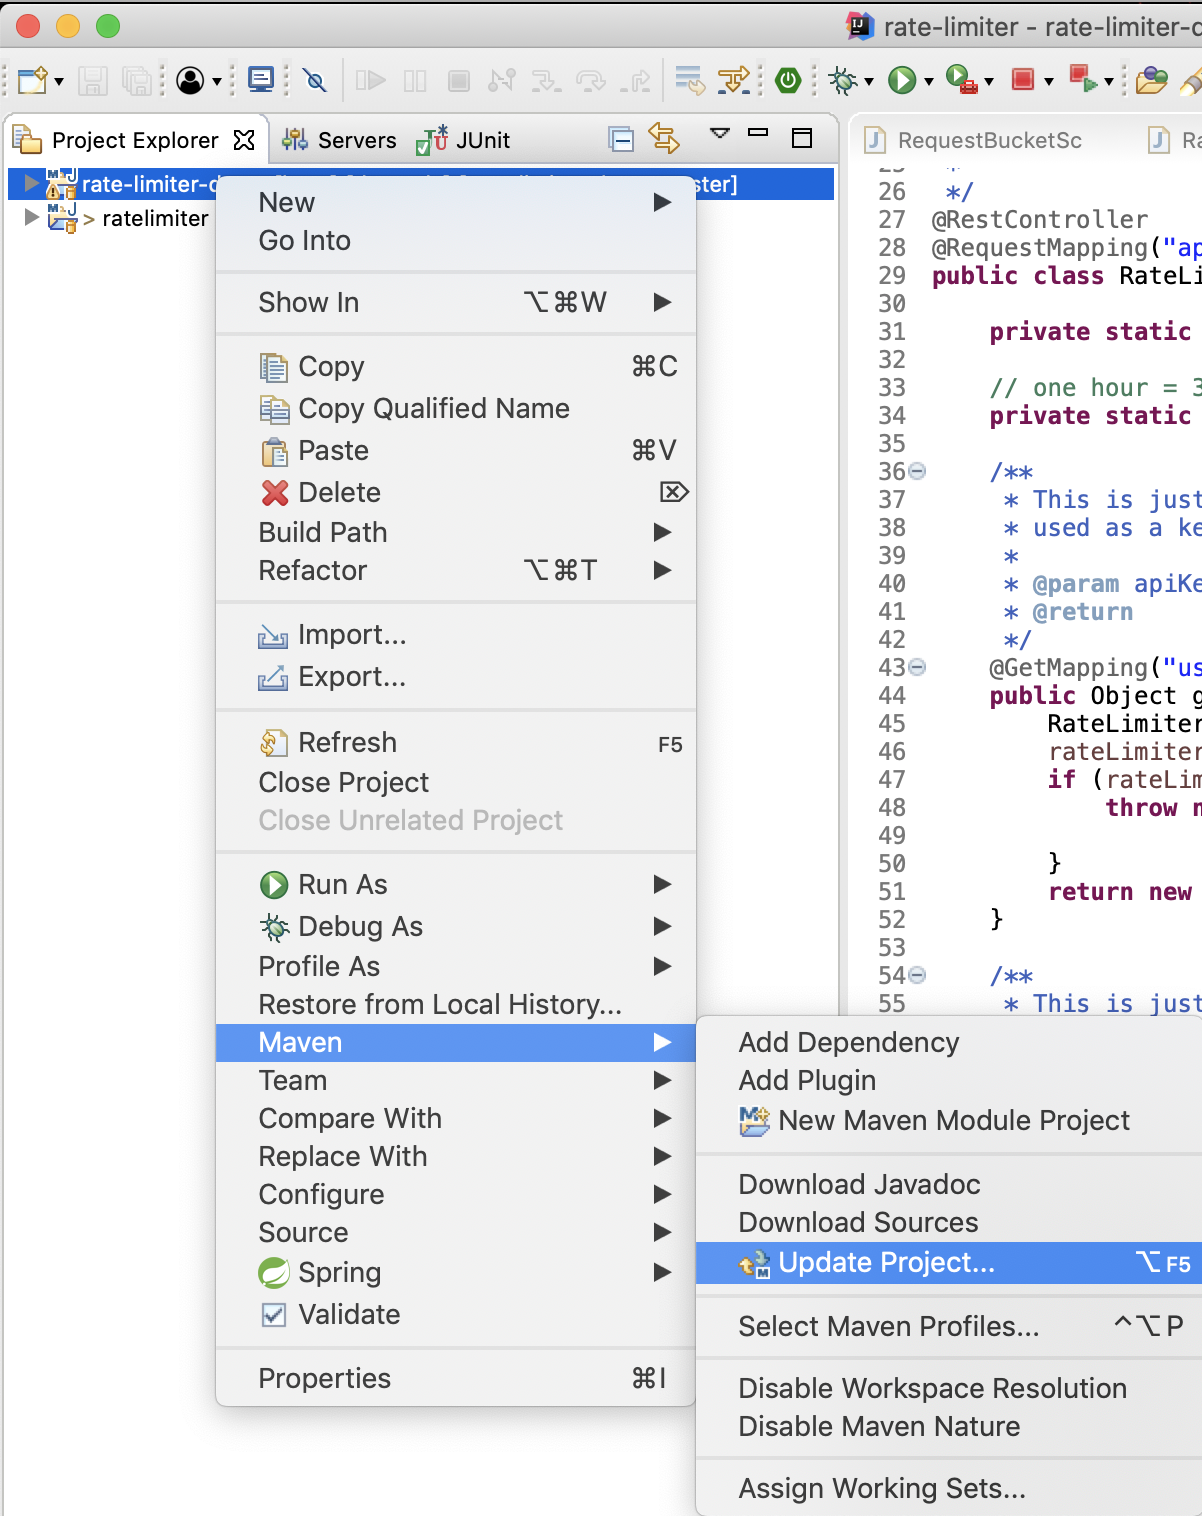 rate-limiter - rate-limiter-d
Project Explorer Servers JUnit
RequestBucketSc Ra
rate-limiter-d ster]
> ratelimiter
New
Go Into
Show In ⌥⌘W
Copy ⌘C
Copy Qualified Name
Paste ⌘V
Delete ⌦
Build Path
Refactor ⌥⌘T
Import...
Export...
Refresh F5
Close Project
Close Unrelated Project
Run As
Debug As
Profile As
Restore from Local History...
Maven
Team
Compare With
Replace With
Configure
Source
Spring
Validate
Properties ⌘I
Add Dependency
Add Plugin
New Maven Module Project
Download Javadoc
Download Sources
Update Project... ⌥F5
Select Maven Profiles... ^⌥P
Disable Workspace Resolution
Disable Maven Nature
Assign Working Sets...
26 */
27 @RestController
28 @RequestMapping("ap
29 public class RateLi
30
31 private static
32
33 // one hour = 3
34 private static
35
36 /**
37 * This is just
38 * used as a ke
39 *
40 * @param apiKe
41 * @return
42 */
43 @GetMapping("us
44 public Object g
45 RateLimiter
46 rateLimiter
47 if (rateLim
48 throw n
49
50 }
51 return new
52 }
53
54 /**
55 * This is just